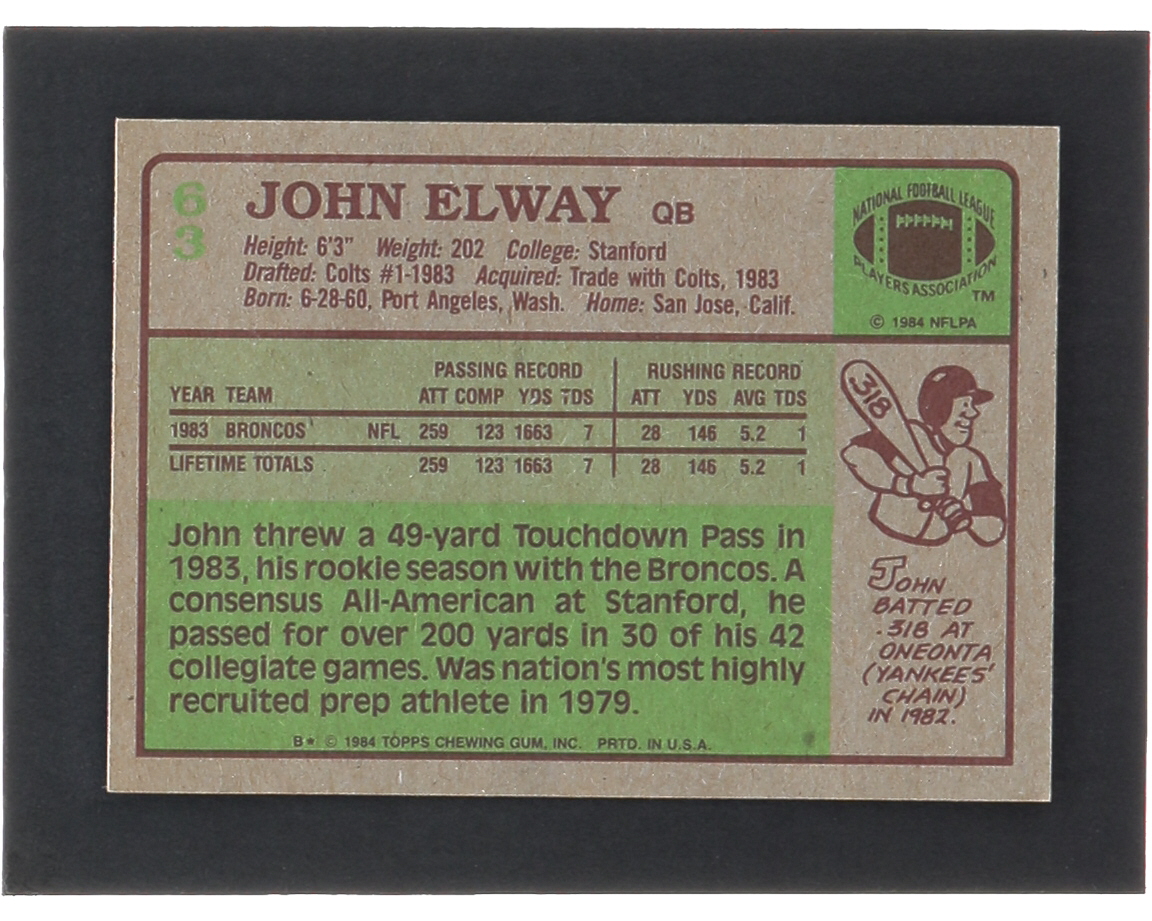 63
JOHN ELWAY QB
Height: 6'3" Weight: 202 College: Stanford
Drafted: Colts #1-1983 Acquired: Trade with Colts, 1983
Born: 6-28-60, Port Angeles, Wash. Home: San Jose, Calif.
NATIONAL FOOTBALL LEAGUE
PLAYERS ASSOCIATION
TM
© 1984 NFLPA
PASSING RECORD RUSHING RECORD
YEAR TEAM ATT COMP YDS TDS ATT YDS AVG TDS
1983 BRONCOS NFL 259 123 1663 7 28 146 5.2 1
LIFETIME TOTALS 259 123 1663 7 28 146 5.2 1
John threw a 49-yard Touchdown Pass in
1983, his rookie season with the Broncos. A
consensus All-American at Stanford, he
passed for over 200 yards in 30 of his 42
collegiate games. Was nation's most highly
recruited prep athlete in 1979.
B* © 1984 TOPPS CHEWING GUM, INC. PRTD. IN U.S.A.
318
JOHN
BATTED
.318 AT
ONEONTA
(YANKEES'
CHAIN)
IN 1982.